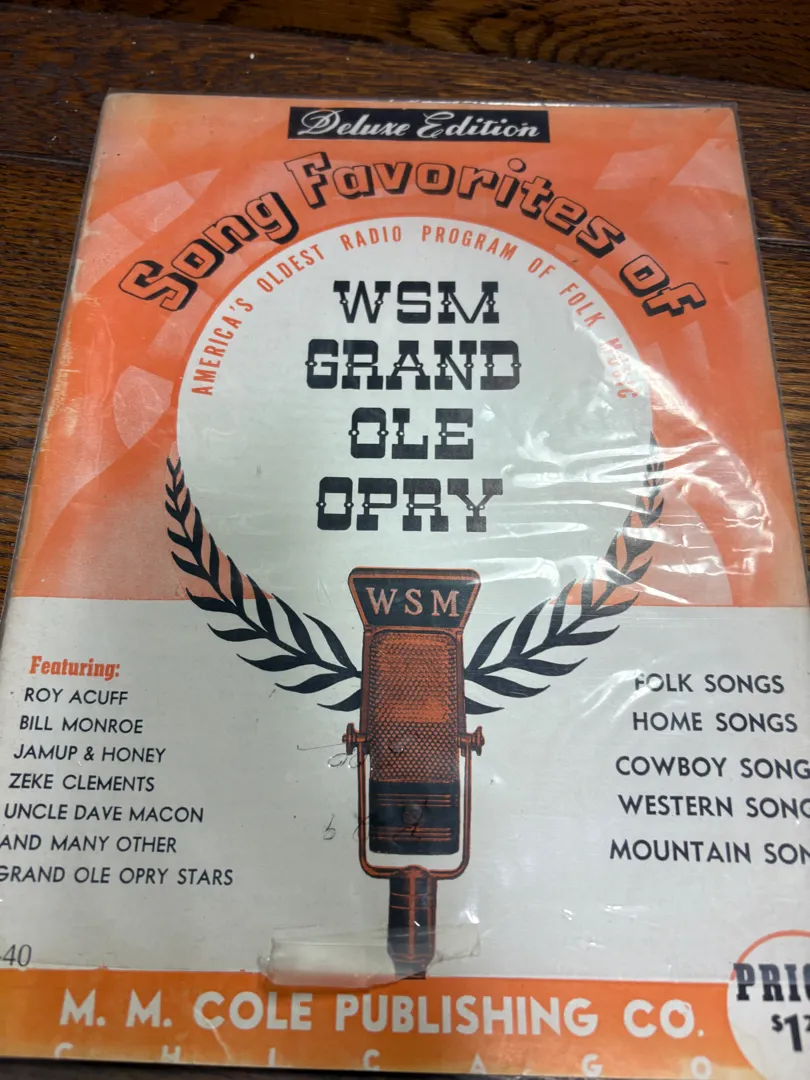 Deluxe Edition
Song Favorites of
AMERICA'S OLDEST RADIO PROGRAM OF FOLK MUSIC
WSM
GRAND
OLE
OPRY
WSM
Featuring:
ROY ACUFF
BILL MONROE
JAMUP & HONEY
ZEKE CLEMENTS
UNCLE DAVE MACON
AND MANY OTHER
GRAND OLE OPRY STARS
FOLK SONGS
HOME SONGS
COWBOY SONG
WESTERN SONG
MOUNTAIN SON
-40
M. M. COLE PUBLISHING CO.
CHICAGO
PRIC
$1